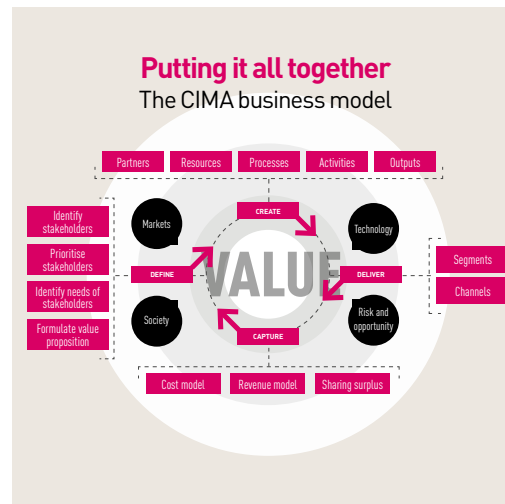 Putting it all together
The CIMA business model
Partners
Resources
Processes
Activities
Outputs
Identify
stakeholders
Prioritise
stakeholders
Identify needs of
stakeholders
Formulate value
proposition
Markets
CREATE
Technology
DEFINE
VALUE
DELIVER
Segments
Channels
Society
CAPTURE
Risk and
opportunity
Cost model
Revenue model
Sharing surplus